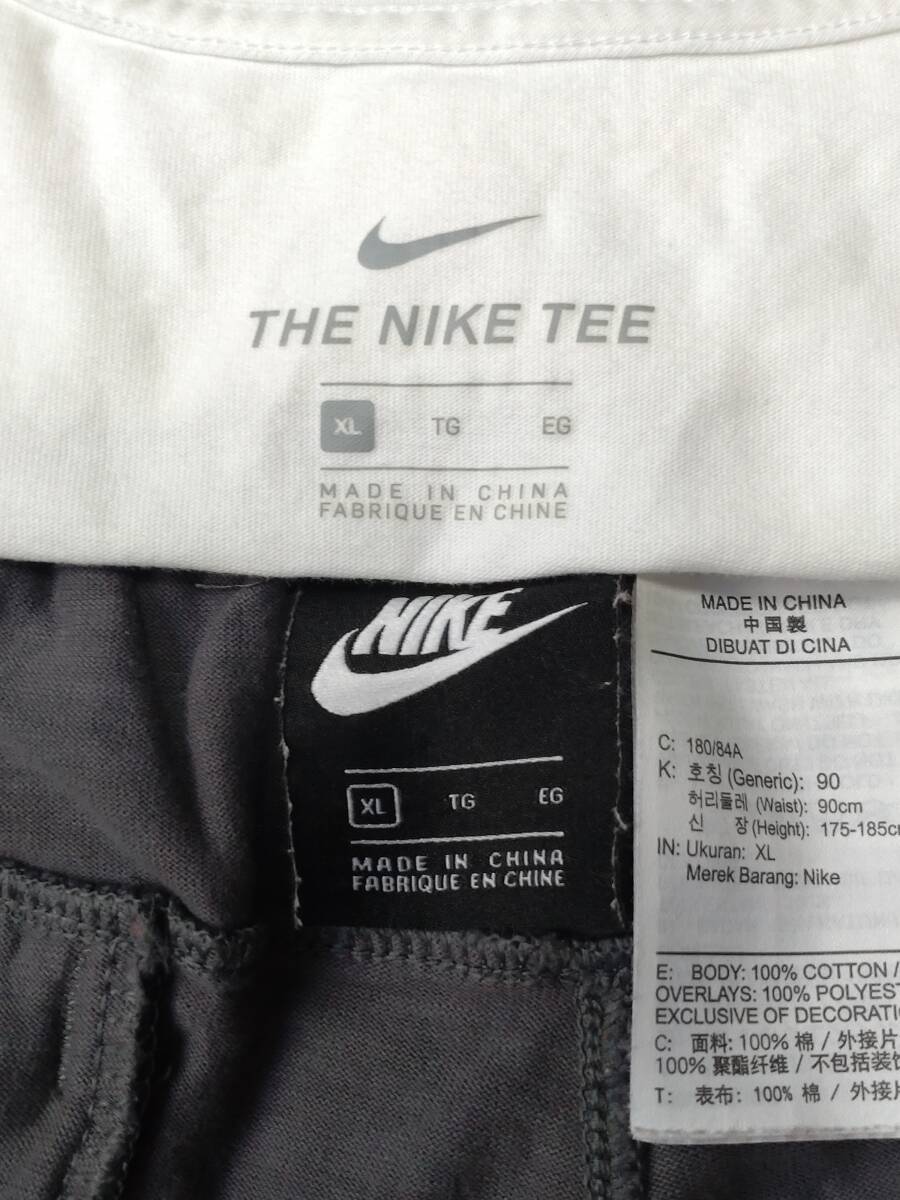 THE NIKE TEE
XL TG EG
MADE IN CHINA
FABRIQUE EN CHINE
NIKE
XL TG EG
MADE IN CHINA
FABRIQUE EN CHINE
MADE IN CHINA
中国製
DIBUAT DI CINA
C: 180/84A
K: 호칭 (Generic): 90
허리둘레 (Waist): 90cm
신 장 (Height): 175-185c
IN: Ukuran: XL
Merek Barang: Nike
E: BODY: 100% COTTON /
OVERLAYS: 100% POLYEST
EXCLUSIVE OF DECORATI
C: 面料: 100% 棉 / 外接片
100% 聚酯纤维 / 不包括装饰
T: 表布: 100% 棉 / 外接片